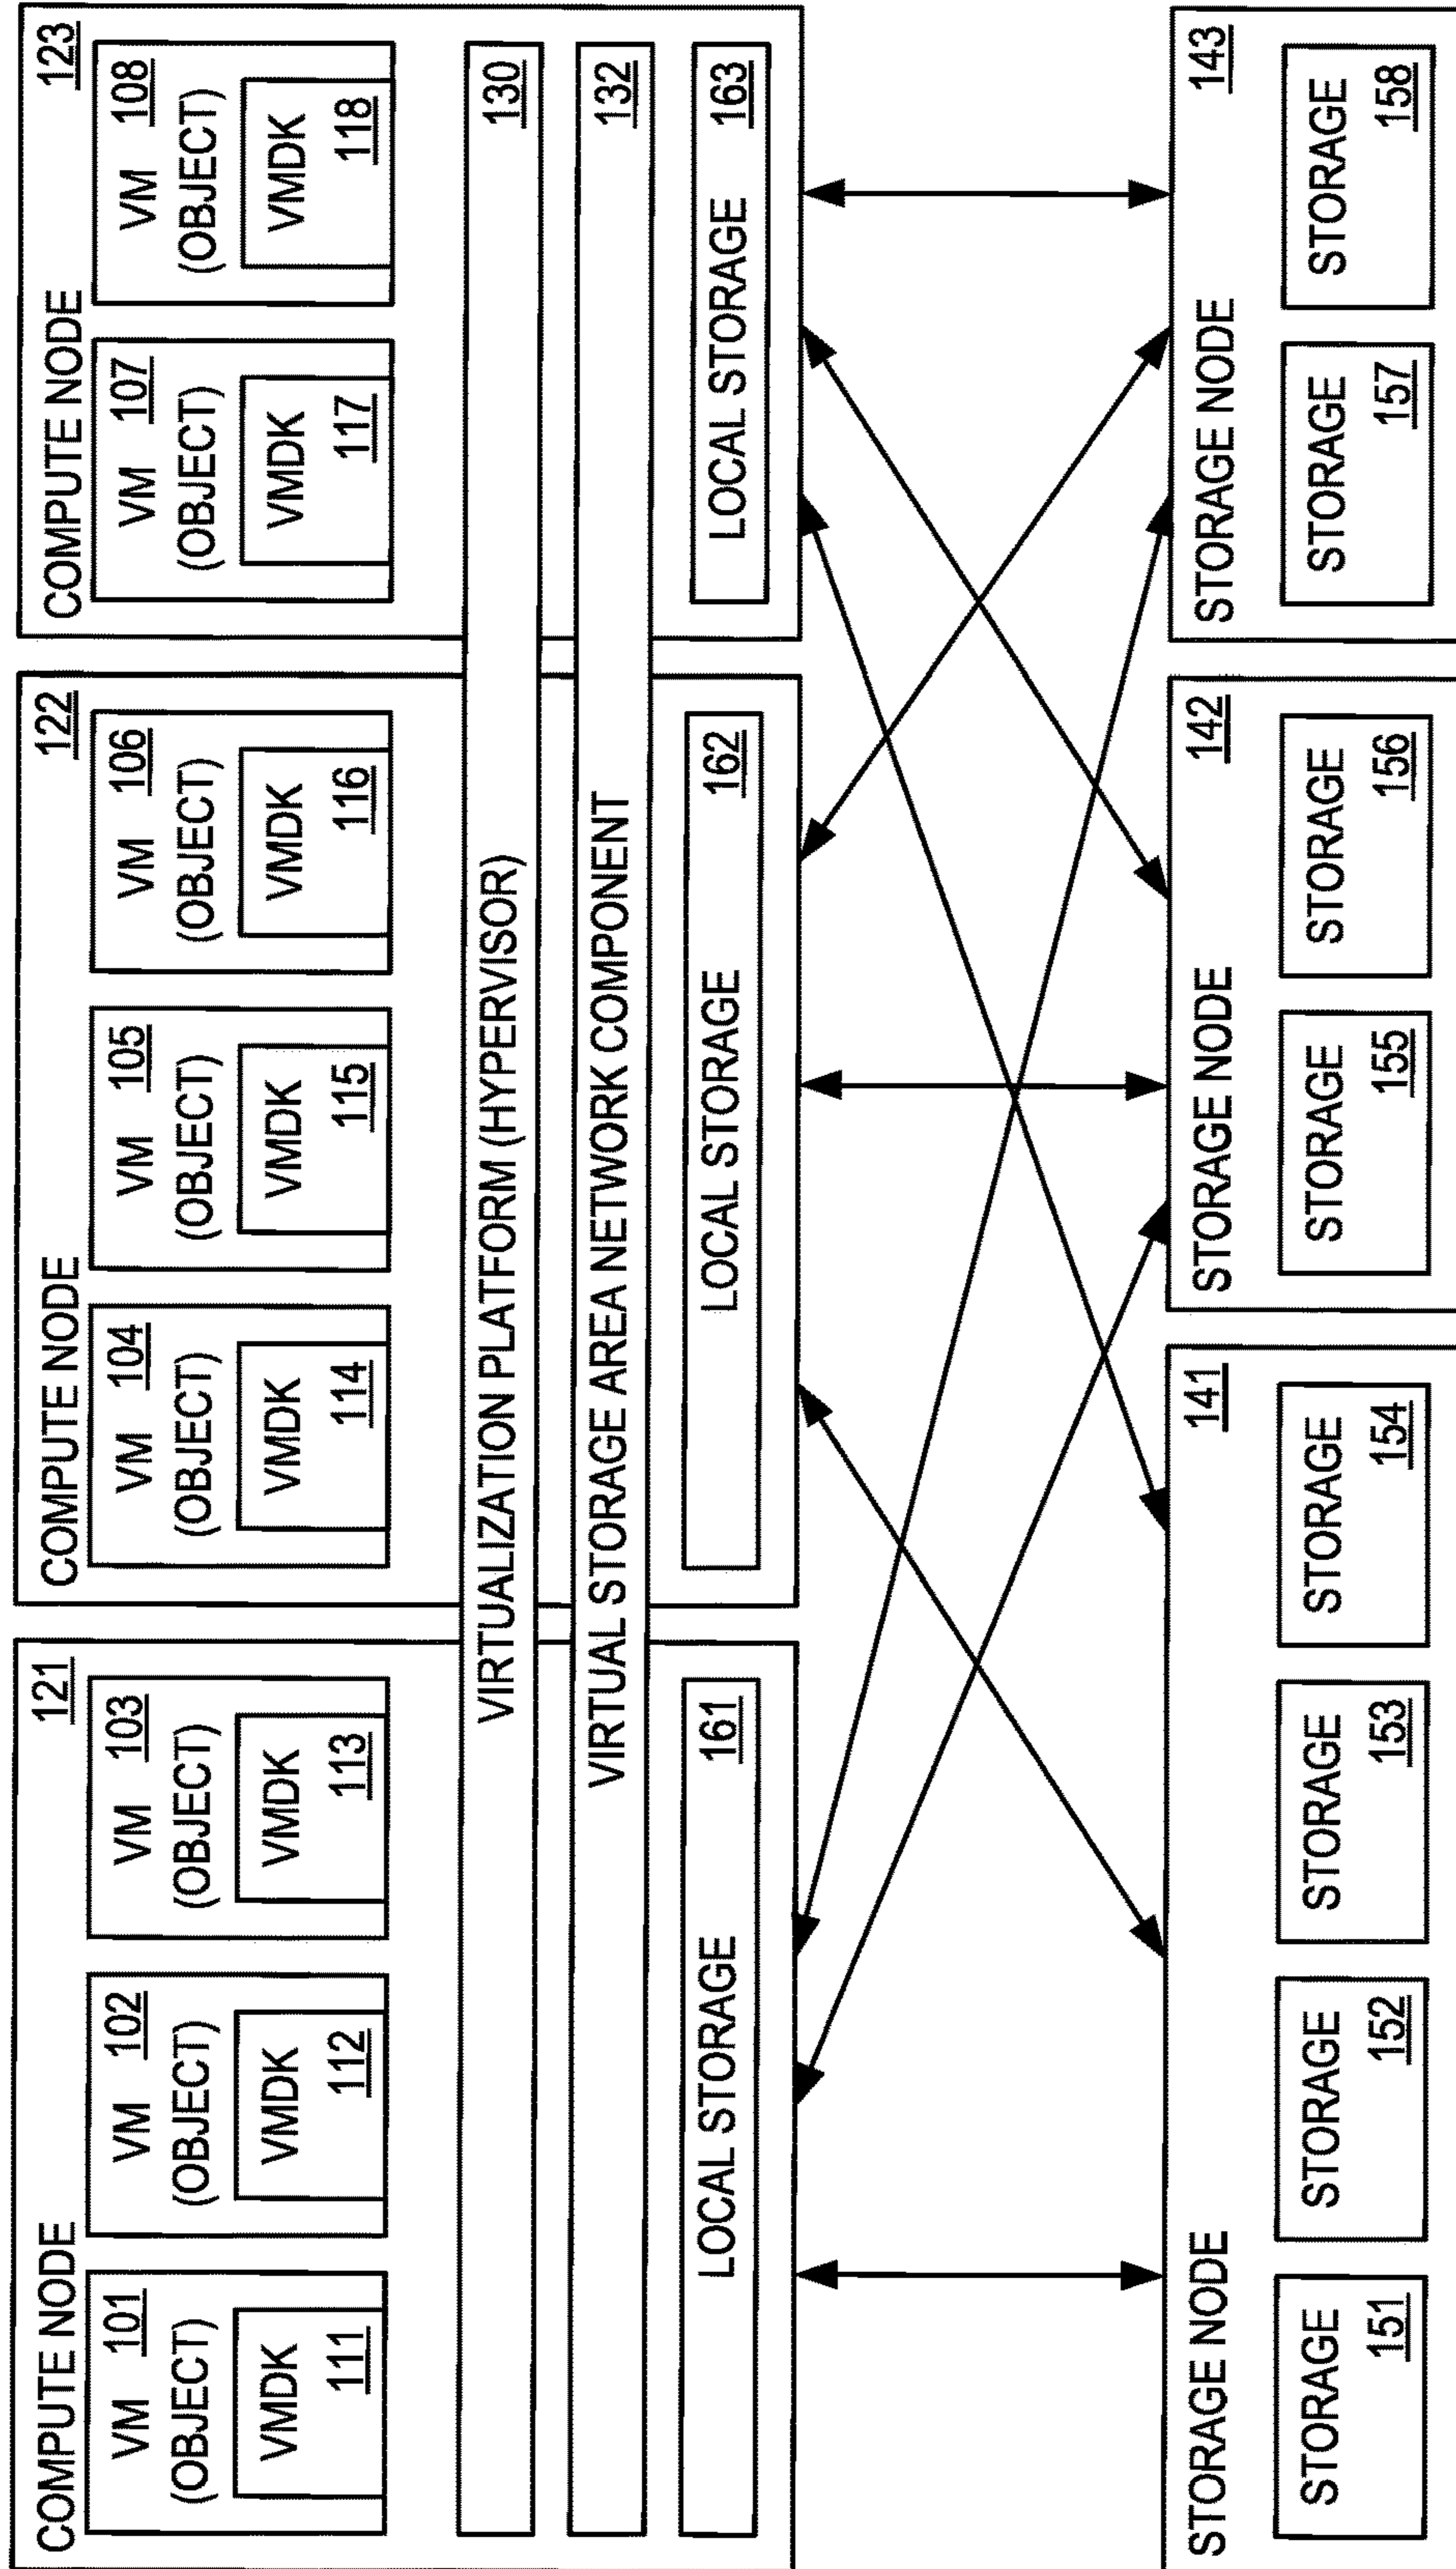 COMPUTE NODE 121
VM 101
(OBJECT)
VMDK
111
VM 102
(OBJECT)
VMDK
112
VM 103
(OBJECT)
VMDK
113
COMPUTE NODE 122
VM 104
(OBJECT)
VMDK
114
VM 105
(OBJECT)
VMDK
115
VM 106
(OBJECT)
VMDK
116
COMPUTE NODE 123
VM 107
(OBJECT)
VMDK
117
VM 108
(OBJECT)
VMDK
118
VIRTUALIZATION PLATFORM (HYPERVISOR) 130
VIRTUAL STORAGE AREA NETWORK COMPONENT 132
LOCAL STORAGE 161
LOCAL STORAGE 162
LOCAL STORAGE 163
STORAGE NODE 141
STORAGE
151
STORAGE
152
STORAGE
153
STORAGE
154
STORAGE NODE 142
STORAGE
155
STORAGE
156
STORAGE NODE 143
STORAGE
157
STORAGE
158